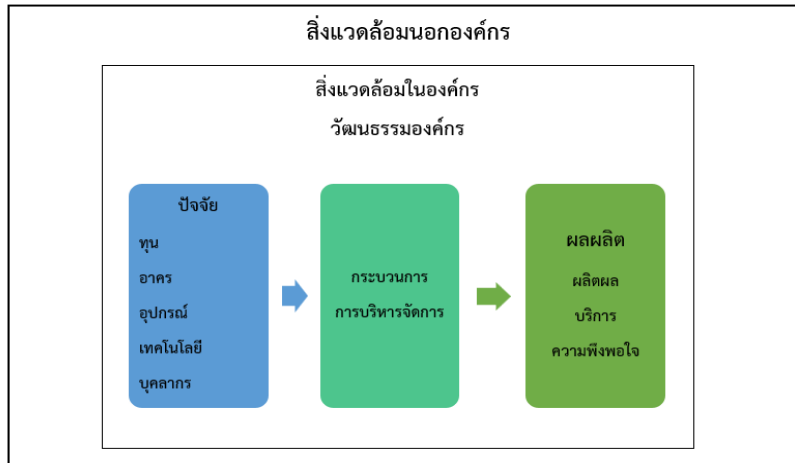 สิ่งแวดล้อมนอกองค์กร
สิ่งแวดล้อมในองค์กร
วัฒนธรรมองค์กร
ปัจจัย
ทุน
อาคร
อุปกรณ์
เทคโนโลยี
บุคลากร
กระบวนการ
การบริหารจัดการ
ผลผลิต
ผลิตผล
บริการ
ความพึงพอใจ